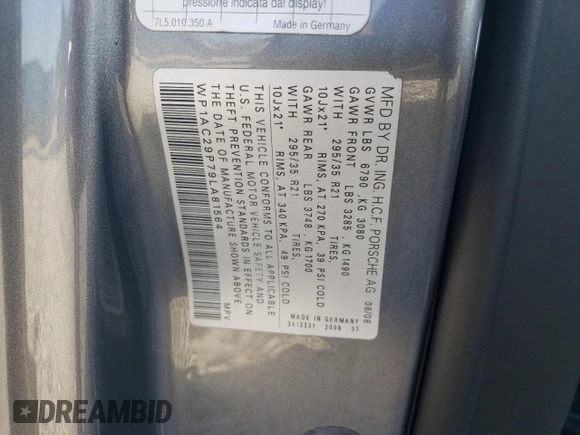 pressione indicata dal display!
7L5.010.350.A Made in Germany
MFD BY DR. ING. H.C.F. PORSCHE AG 08/08
GVWR LBS 6790 ,KG 3080
GAWR FRONT LBS 3285 , KG 1490
WITH 295/35 R21 TIRES,
10Jx21" RIMS, AT 270 KPA, 39 PSI COLD
GAWR REAR LBS 3748 , KG 1700
WITH 295/35 R21 TIRES,
10Jx21" RIMS, AT 340 KPA, 49 PSI COLD
THIS VEHICLE CONFORMS TO ALL APPLICABLE
U.S. FEDERAL MOTOR VEHICLE SAFETY AND
THEFT PREVENTION STANDARDS IN EFFECT ON
THE DATE OF MANUFACTURE SHOWN ABOVE
WP1AC29P79LA81564 MPV
MADE IN GERMANY
3613331 2008 37
DREAMBID